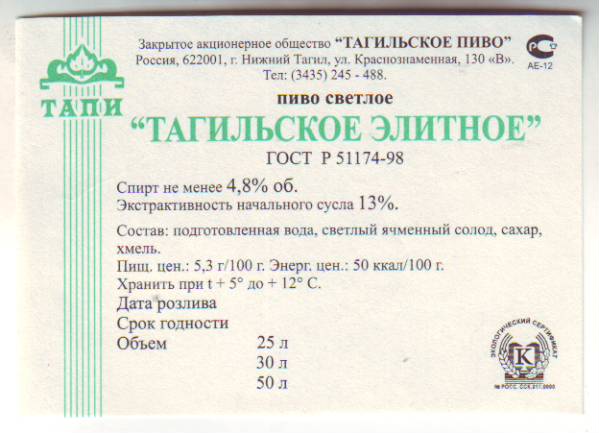 Закрытое акционерное общество “ТАГИЛЬСКОЕ ПИВО”
Россия, 622001, г. Нижний Тагил, ул. Краснознаменная, 130 «В».
Тел: (3435) 245 - 488.
АЕ-12
ТАПИ
пиво светлое
“ТАГИЛЬСКОЕ ЭЛИТНОЕ”
ГОСТ Р 51174-98
Спирт не менее 4,8% об.
Экстрактивность начального сусла 13%.
Состав: подготовленная вода, светлый ячменный солод, сахар,
хмель.
Пищ. цен.: 5,3 г/100 г. Энерг. цен.: 50 ккал/100 г.
Хранить при t + 5° до + 12° С.
Дата розлива
Срок годности
Объем 25 л
30 л
50 л
ЭКОЛОГИЧЕСКИЙ СЕРТИФИКАТ
К